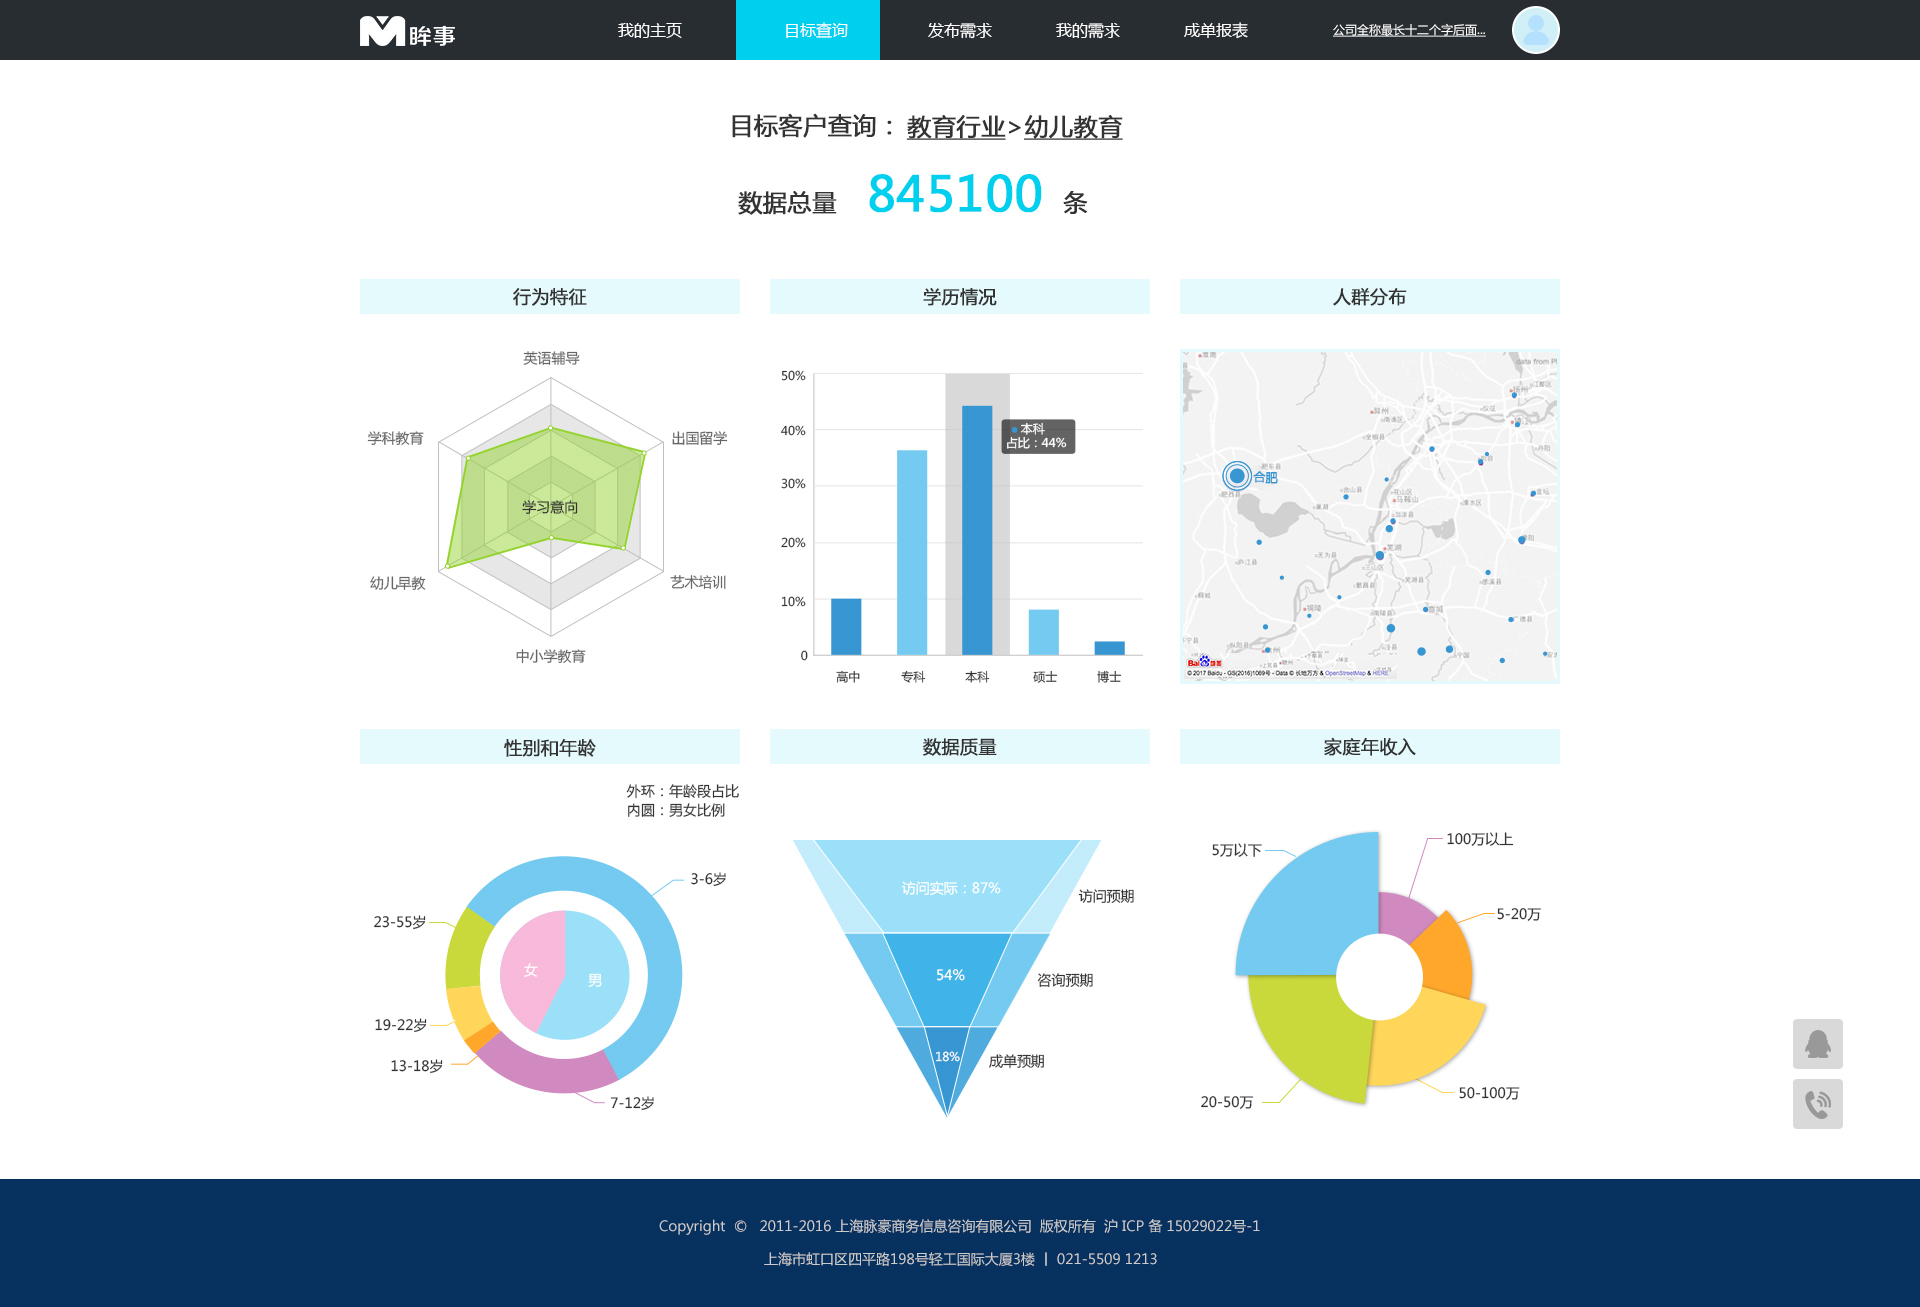 眸事
我的主页 目标查询 发布需求 我的需求 成单报表 公司全称最长十二个字后面...
目标客户查询： 教育行业>幼儿教育
数据总量 845100 条
行为特征 学历情况 人群分布
英语辅导
学科教育
出国留学
学习意向
幼儿早教
艺术培训
中小学教育
50%
40%
30%
20%
10%
0
本科
占比：44%
高中 专科 本科 硕士 博士
合肥
马鞍山
芜湖
铜陵
宣城
滁州
巢湖
© 2017 Baidu - GS(2016)1069号 - Data © 长地万方 & OpenStreetMap & HERE
性别和年龄 数据质量 家庭年收入
外环：年龄段占比
内圆：男女比例
3-6岁
23-55岁
女
男
19-22岁
13-18岁
7-12岁
访问实际：87%
访问预期
54%
咨询预期
18%
成单预期
100万以上
5万以下
5-20万
50-100万
20-50万
Copyright © 2011-2016 上海脉豪商务信息咨询有限公司 版权所有 沪 ICP 备 15029022号-1
上海市虹口区四平路198号轻工国际大厦3楼 | 021-5509 1213